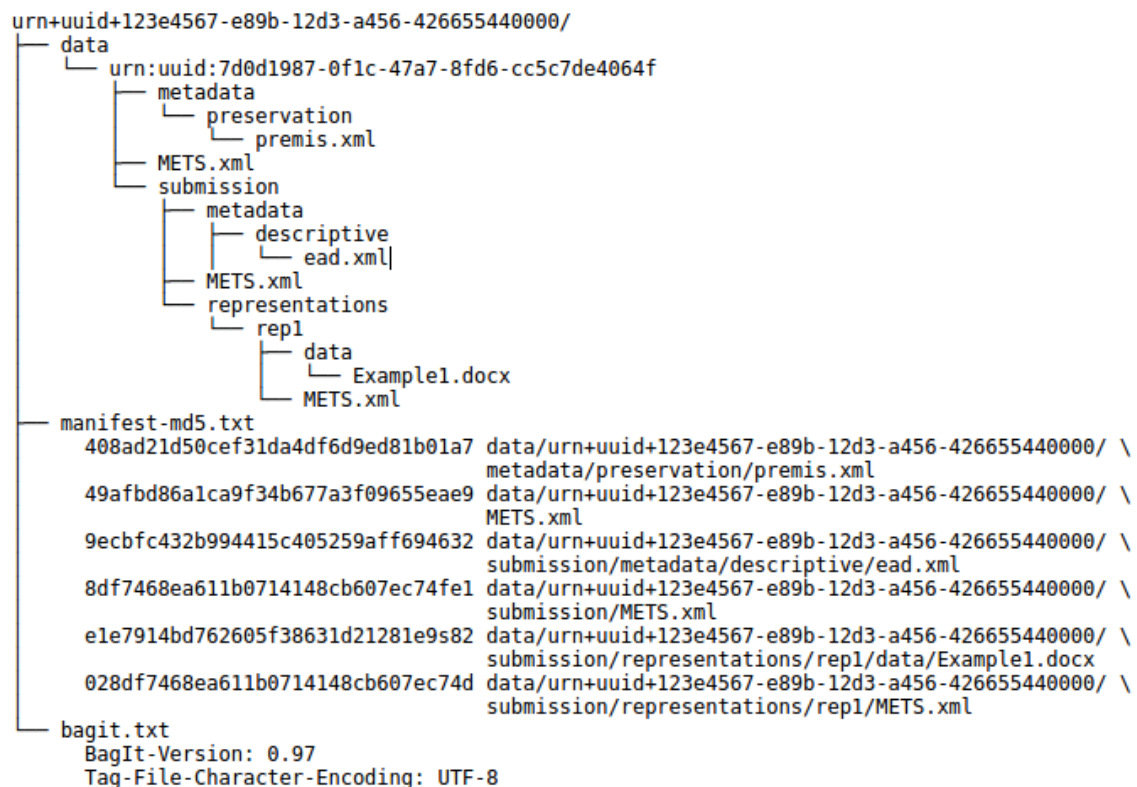 urn+uuid+123e4567-e89b-12d3-a456-426655440000/
├── data
│   └── urn:uuid:7d0d1987-0f1c-47a7-8fd6-cc5c7de4064f
│       ├── metadata
│       │   └── preservation
│       │       └── premis.xml
│       ├── METS.xml
│       └── submission
│           ├── metadata
│           │   ├── descriptive
│           │   │   └── ead.xml
│           ├── METS.xml
│           └── representations
│               └── rep1
│                   ├── data
│                   │   └── Example1.docx
│                   └── METS.xml
├── manifest-md5.txt
│     408ad21d50cef31da4df6d9ed81b01a7 data/urn+uuid+123e4567-e89b-12d3-a456-426655440000/ \
│                                      metadata/preservation/premis.xml
│     49afbd86a1ca9f34b677a3f09655eae9 data/urn+uuid+123e4567-e89b-12d3-a456-426655440000/ \
│                                      METS.xml
│     9ecbfc432b994415c405259aff694632 data/urn+uuid+123e4567-e89b-12d3-a456-426655440000/ \
│                                      submission/metadata/descriptive/ead.xml
│     8df7468ea611b0714148cb607ec74fe1 data/urn+uuid+123e4567-e89b-12d3-a456-426655440000/ \
│                                      submission/METS.xml
│     e1e7914bd762605f38631d21281e9s82 data/urn+uuid+123e4567-e89b-12d3-a456-426655440000/ \
│                                      submission/representations/rep1/data/Example1.docx
│     028df7468ea611b0714148cb607ec74d data/urn+uuid+123e4567-e89b-12d3-a456-426655440000/ \
│                                      submission/representations/rep1/METS.xml
└── bagit.txt
      BagIt-Version: 0.97
      Tag-File-Character-Encoding: UTF-8